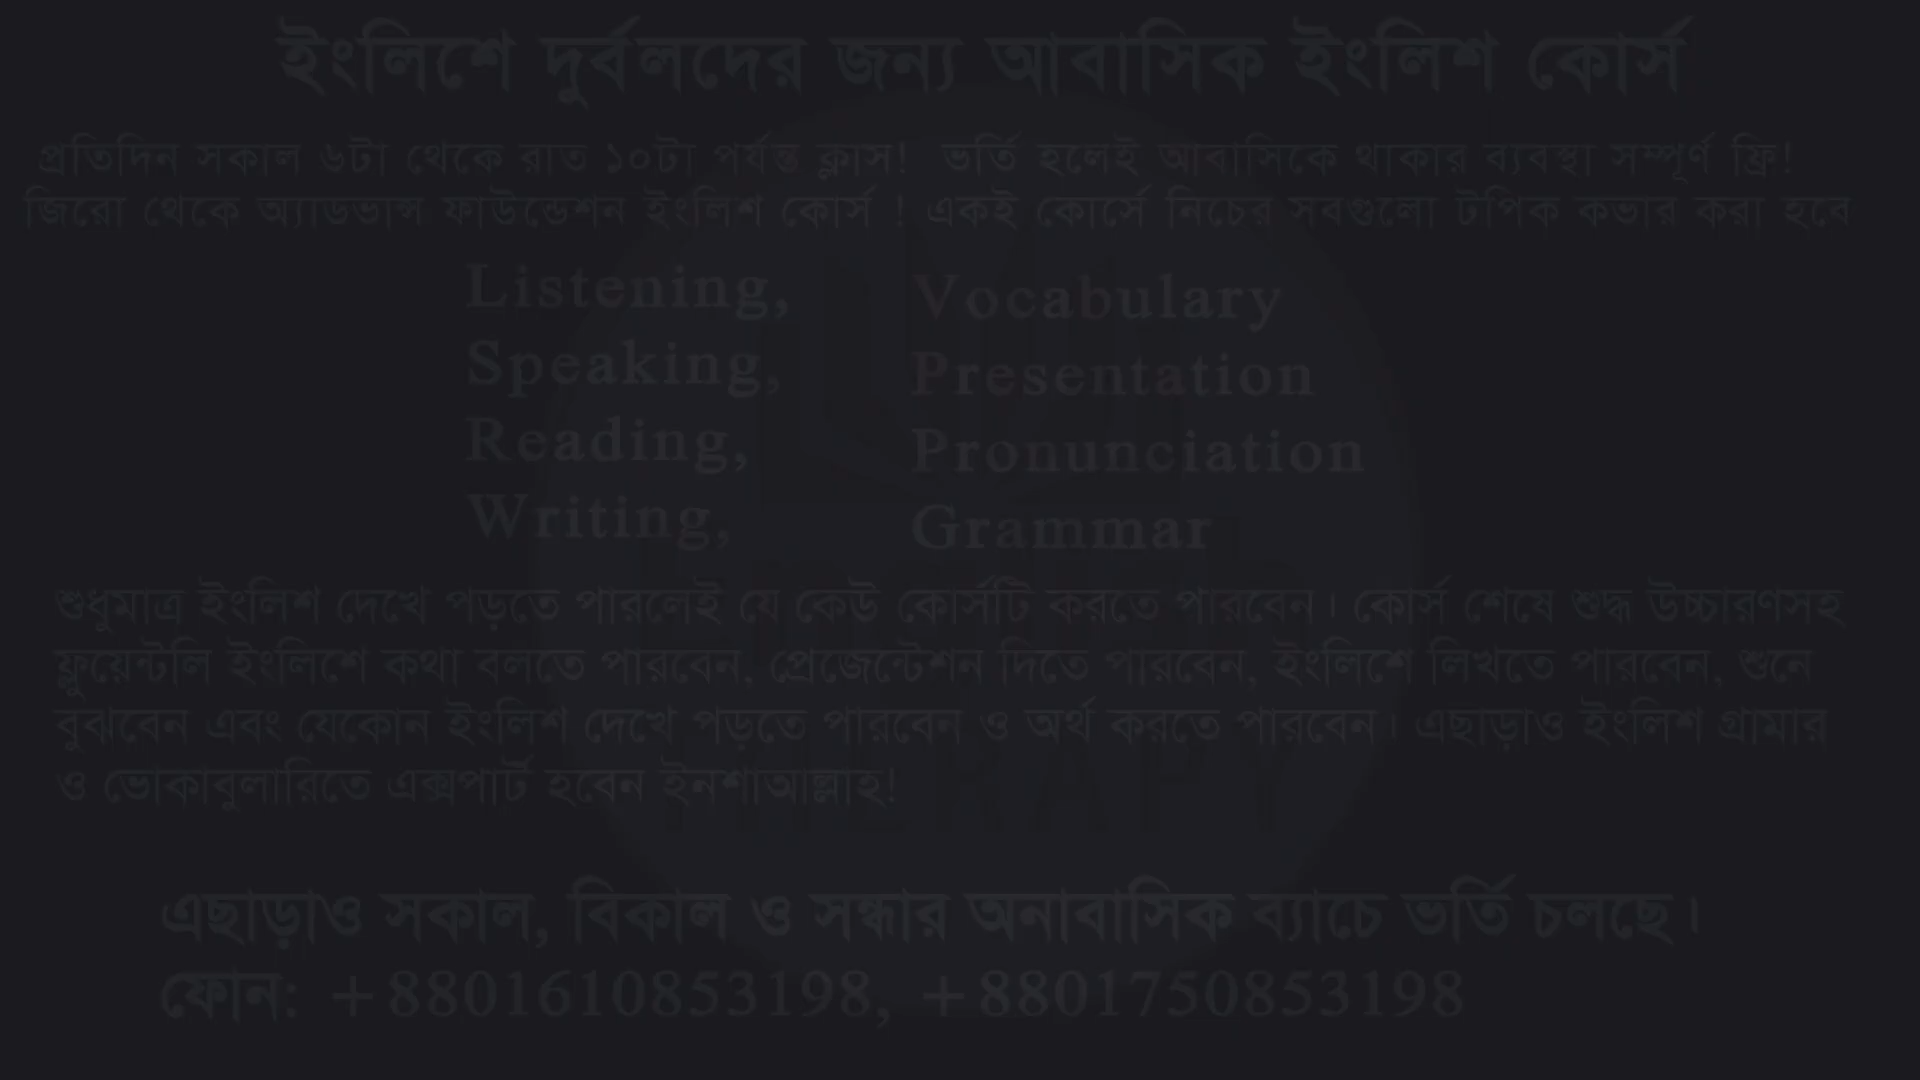 ইংলিশে দুর্বলদের জন্য আবাসিক ইংলিশ কোর্স
প্রতিদিন সকাল ৬টা থেকে রাত ১০টা পর্যন্ত ক্লাস! ভর্তি হলেই আবাসিকে থাকার ব্যবস্থা সম্পূর্ণ ফ্রি!
জিরো থেকে অ্যাডভান্স ফাউন্ডেশন ইংলিশ কোর্স ! একই কোর্সে নিচের সবগুলো টপিক কভার করা হবে
Listening,
Speaking,
Reading,
Writing,
Vocabulary
Presentation
Pronunciation
Grammar
শুধুমাত্র ইংলিশ দেখে পড়তে পারলেই যে কেউ কোর্সটি করতে পারবেন। কোর্স শেষে শুদ্ধ উচ্চারণসহ
ফ্লুয়েন্টলি ইংলিশে কথা বলতে পারবেন, প্রেজেন্টেশন দিতে পারবেন, ইংলিশে লিখতে পারবেন, শুনে
বুঝবেন এবং যেকোন ইংলিশ দেখে পড়তে পারবেন ও অর্থ করতে পারবেন। এছাড়াও ইংলিশ গ্রামার
ও ভোকাবুলারিতে এক্সপার্ট হবেন ইনশাআল্লাহ!
THERAPY
এছাড়াও সকাল, বিকাল ও সন্ধার অনাবাসিক ব্যাচে ভর্তি চলছে।
ফোন: +8801610853198, +8801750853198